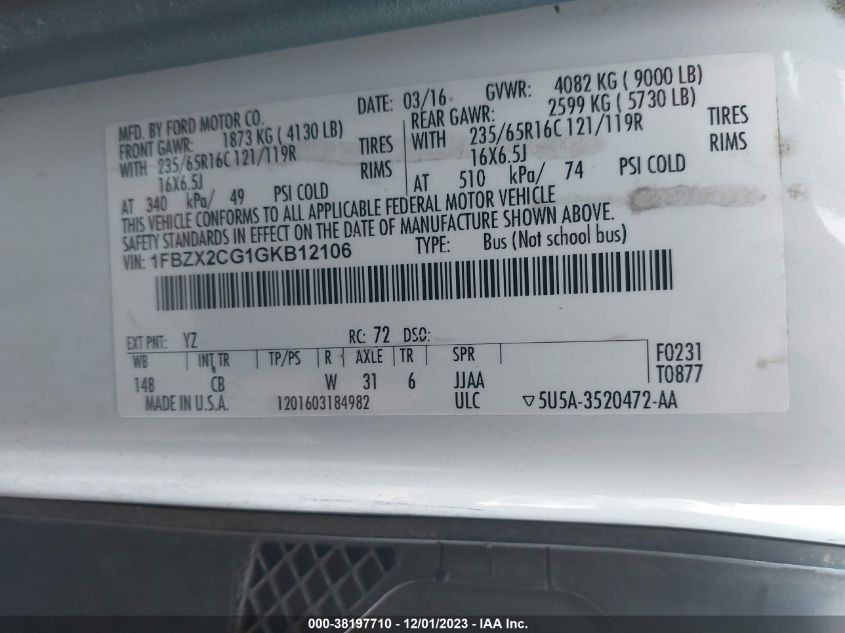 MFD. BY FORD MOTOR CO. DATE: 03/16 GVWR: 4082 KG ( 9000 LB)
FRONT GAWR: 1873 KG ( 4130 LB) REAR GAWR: 2599 KG ( 5730 LB)
WITH 235/65R16C 121/119R TIRES WITH 235/65R16C 121/119R TIRES
16X6.5J RIMS 16X6.5J RIMS
AT 340 kPa/ 49 PSI COLD AT 510 kPa/ 74 PSI COLD
THIS VEHICLE CONFORMS TO ALL APPLICABLE FEDERAL MOTOR VEHICLE
SAFETY STANDARDS IN EFFECT ON THE DATE OF MANUFACTURE SHOWN ABOVE.
VIN: 1FBZX2CG1GKB12106 TYPE: Bus (Not school bus)
EXT PNT: YZ RC: 72 DSO:
WB INT TR TP/PS R AXLE TR SPR F0231
148 CB W 31 6 JJAA T0877
MADE IN U.S.A. 1201603184982 ULC ▽5U5A-3520472-AA
000-38197710 - 12/01/2023 - IAA Inc.